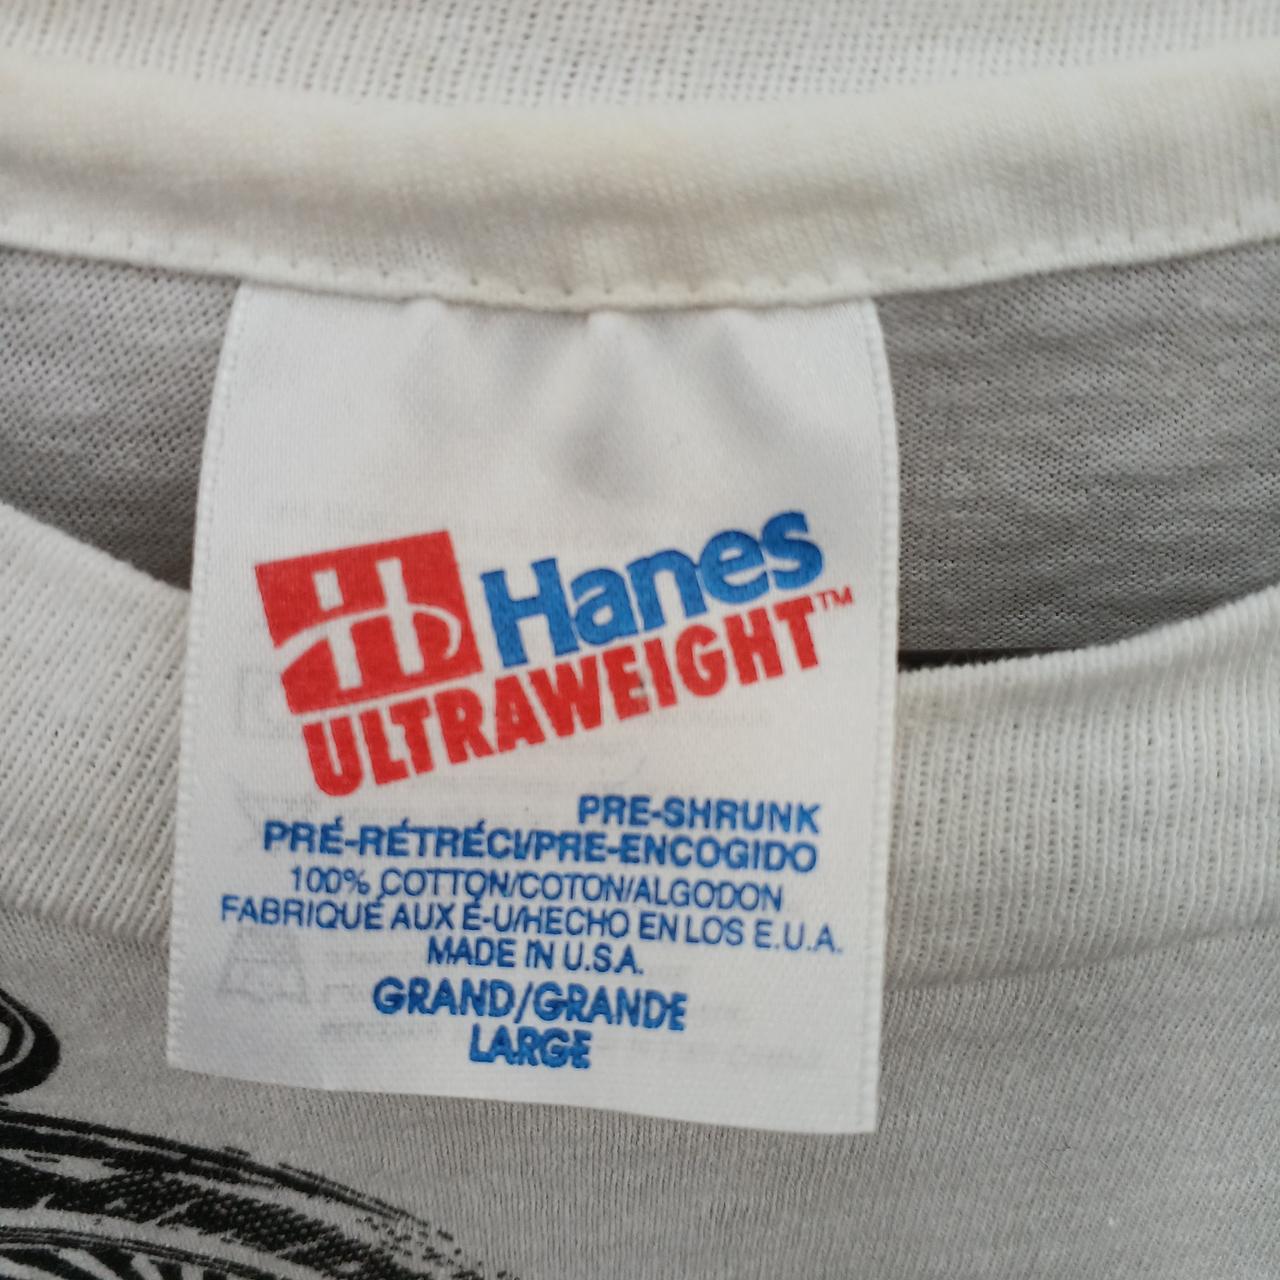 Hanes
ULTRAWEIGHT™
PRE-SHRUNK
PRÉ-RÉTRÉCI/PRE-ENCOGIDO
100% COTTON/COTON/ALGODON
FABRIQUÉ AUX É-U/HECHO EN LOS E.U.A.
MADE IN U.S.A.
GRAND/GRANDE
LARGE